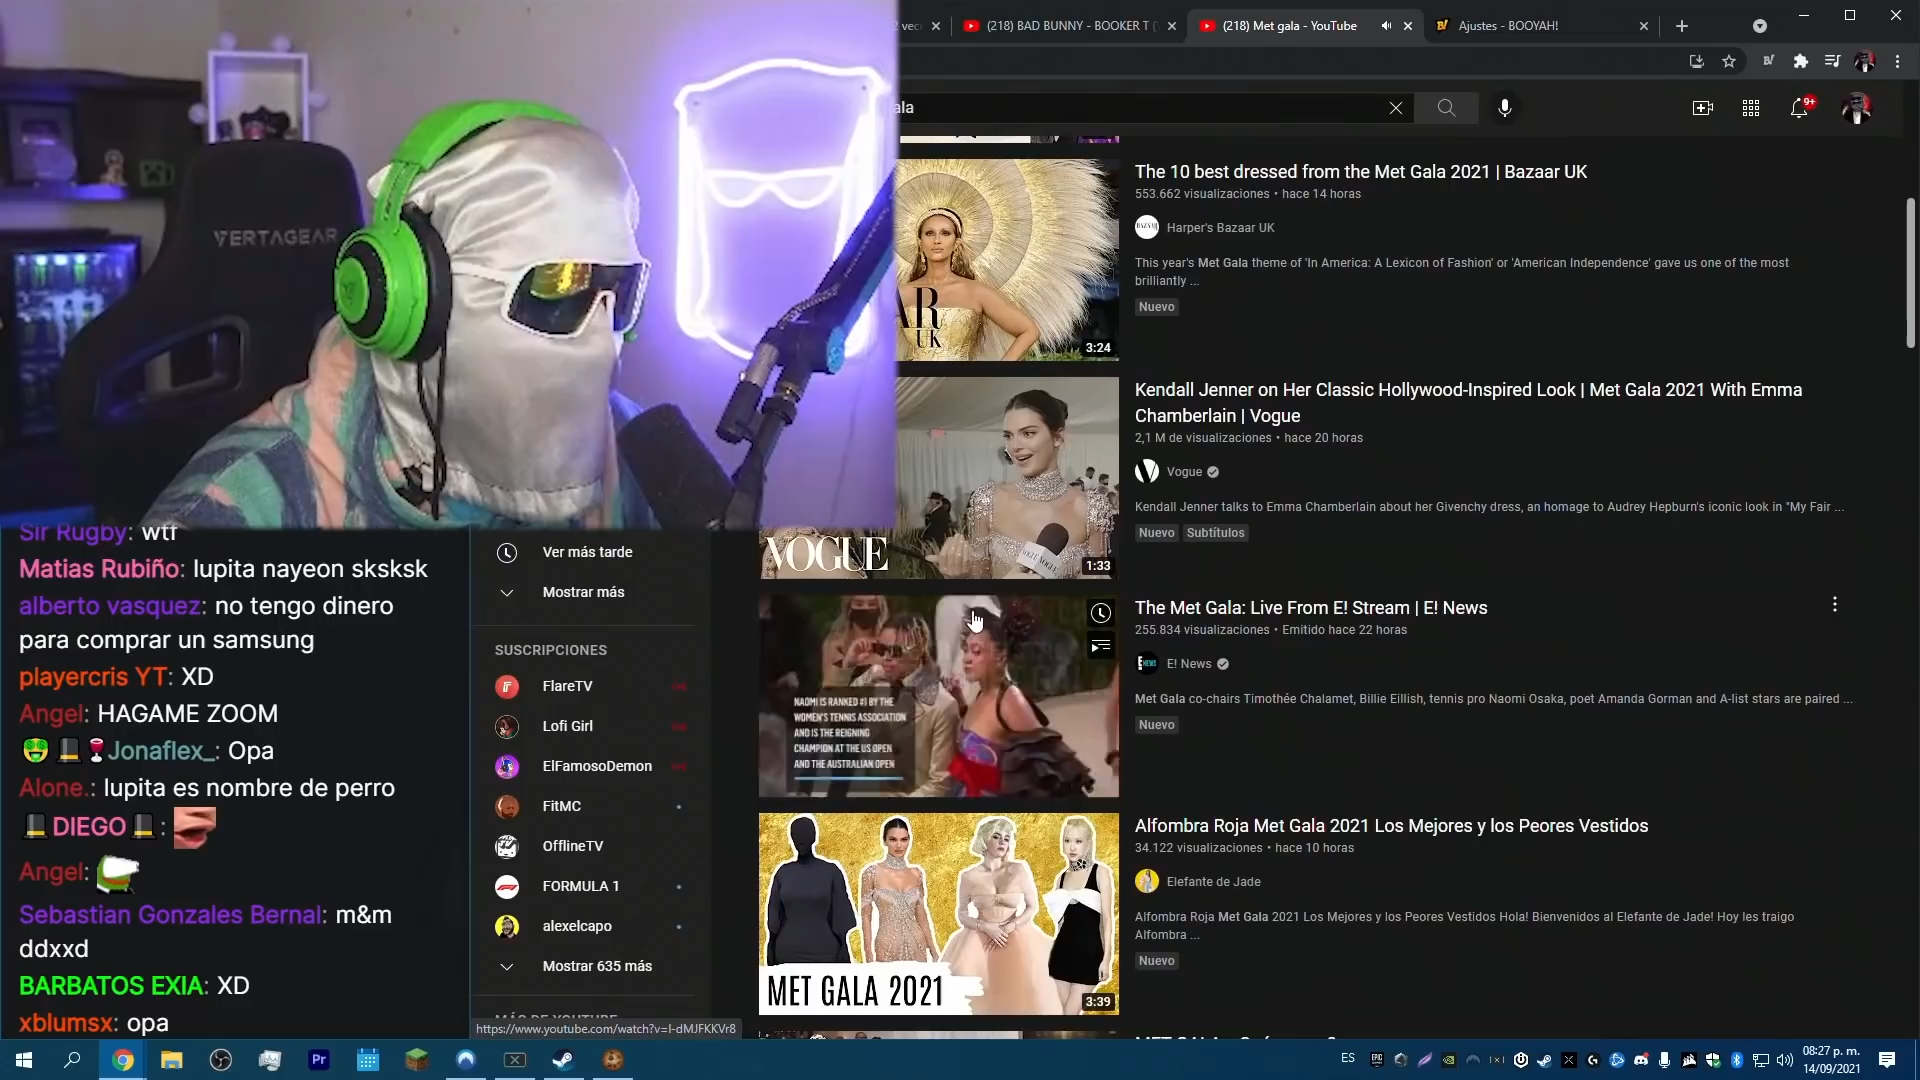 2 vece
(218) BAD BUNNY - BOOKER T (
(218) Met gala - YouTube
Ajustes - BOOYAH!
ala
9+
VERTAGEAR
AR
UK
3:24
The 10 best dressed from the Met Gala 2021 | Bazaar UK
553.662 visualizaciones • hace 14 horas
BAZAAR
Harper's Bazaar UK
This year's Met Gala theme of 'In America: A Lexicon of Fashion' or 'American Independence' gave us one of the most
brilliantly ...
Nuevo
VOGUE
1:33
Kendall Jenner on Her Classic Hollywood-Inspired Look | Met Gala 2021 With Emma
Chamberlain | Vogue
2,1 M de visualizaciones • hace 20 horas
Vogue
Kendall Jenner talks to Emma Chamberlain about her Givenchy dress, an homage to Audrey Hepburn's iconic look in "My Fair ...
Nuevo
Subtítulos
NAOMI IS RANKED #1 BY THE
WOMEN'S TENNIS ASSOCIATION
AND IS THE REIGNING
CHAMPION AT THE US OPEN
AND THE AUSTRALIAN OPEN
The Met Gala: Live From E! Stream | E! News
255.834 visualizaciones • Emitido hace 22 horas
E! News
Met Gala co-chairs Timothée Chalamet, Billie Eillish, tennis pro Naomi Osaka, poet Amanda Gorman and A-list stars are paired ...
Nuevo
MET GALA 2021
3:39
Alfombra Roja Met Gala 2021 Los Mejores y los Peores Vestidos
34.122 visualizaciones • hace 10 horas
Elefante de Jade
Alfombra Roja Met Gala 2021 Los Mejores y los Peores Vestidos Hola! Bienvenidos al Elefante de Jade! Hoy les traigo
Alfombra ...
Nuevo
Sir Rugby: wtf
Matias Rubiño: lupita nayeon sksksk
alberto vasquez: no tengo dinero
para comprar un samsung
playercris YT: XD
Angel: HAGAME ZOOM
Jonaflex_: Opa
Alone.: lupita es nombre de perro
DIEGO :
Angel:
Sebastian Gonzales Bernal: m&m
ddxxd
BARBATOS EXIA: XD
xblumsx: opa
Ver más tarde
Mostrar más
SUSCRIPCIONES
FlareTV
Lofi Girl
ElFamosoDemon
FitMC
OfflineTV
FORMULA 1
alexelcapo
Mostrar 635 más
MÁS DE YOUTUBE
https://www.youtube.com/watch?v=I-dMJFKKVr8
Pr
ES
08:27 p. m.
14/09/2021